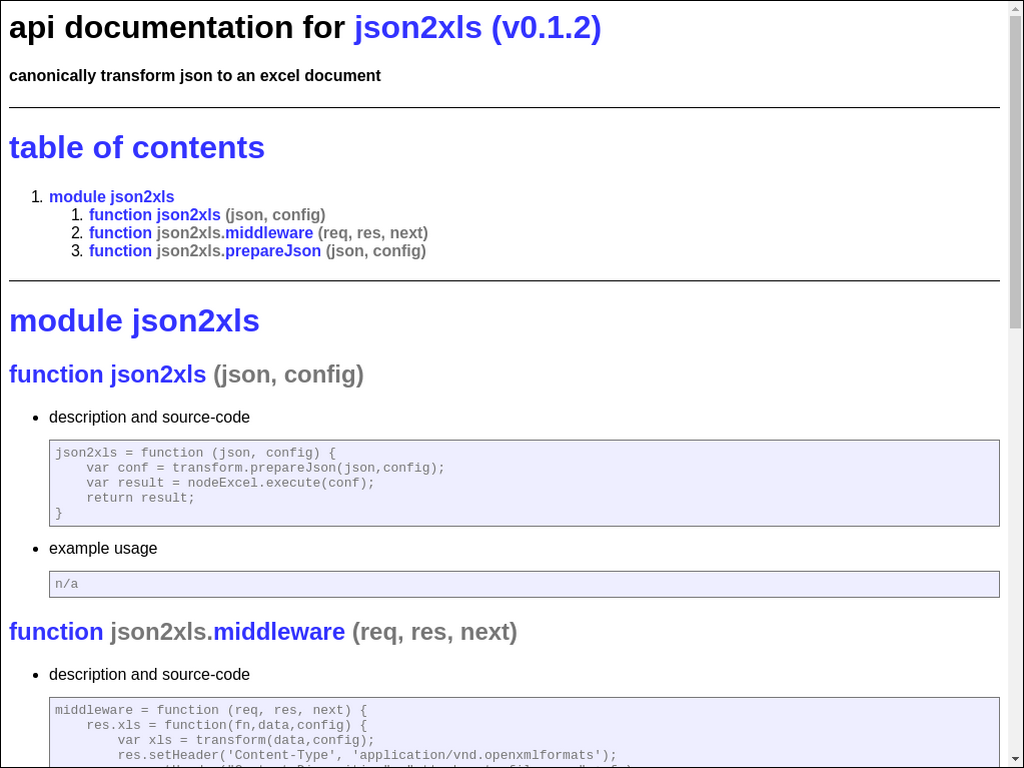 api documentation for json2xls (v0.1.2)
canonically transform json to an excel document
table of contents
1. module json2xls
1. function json2xls (json, config)
2. function json2xls.middleware (req, res, next)
3. function json2xls.prepareJson (json, config)
module json2xls
function json2xls (json, config)
• description and source-code
json2xls = function (json, config) {
    var conf = transform.prepareJson(json,config);
    var result = nodeExcel.execute(conf);
    return result;
}
• example usage
n/a
function json2xls.middleware (req, res, next)
• description and source-code
middleware = function (req, res, next) {
    res.xls = function(fn,data,config) {
        var xls = transform(data,config);
        res.setHeader('Content-Type', 'application/vnd.openxmlformats');